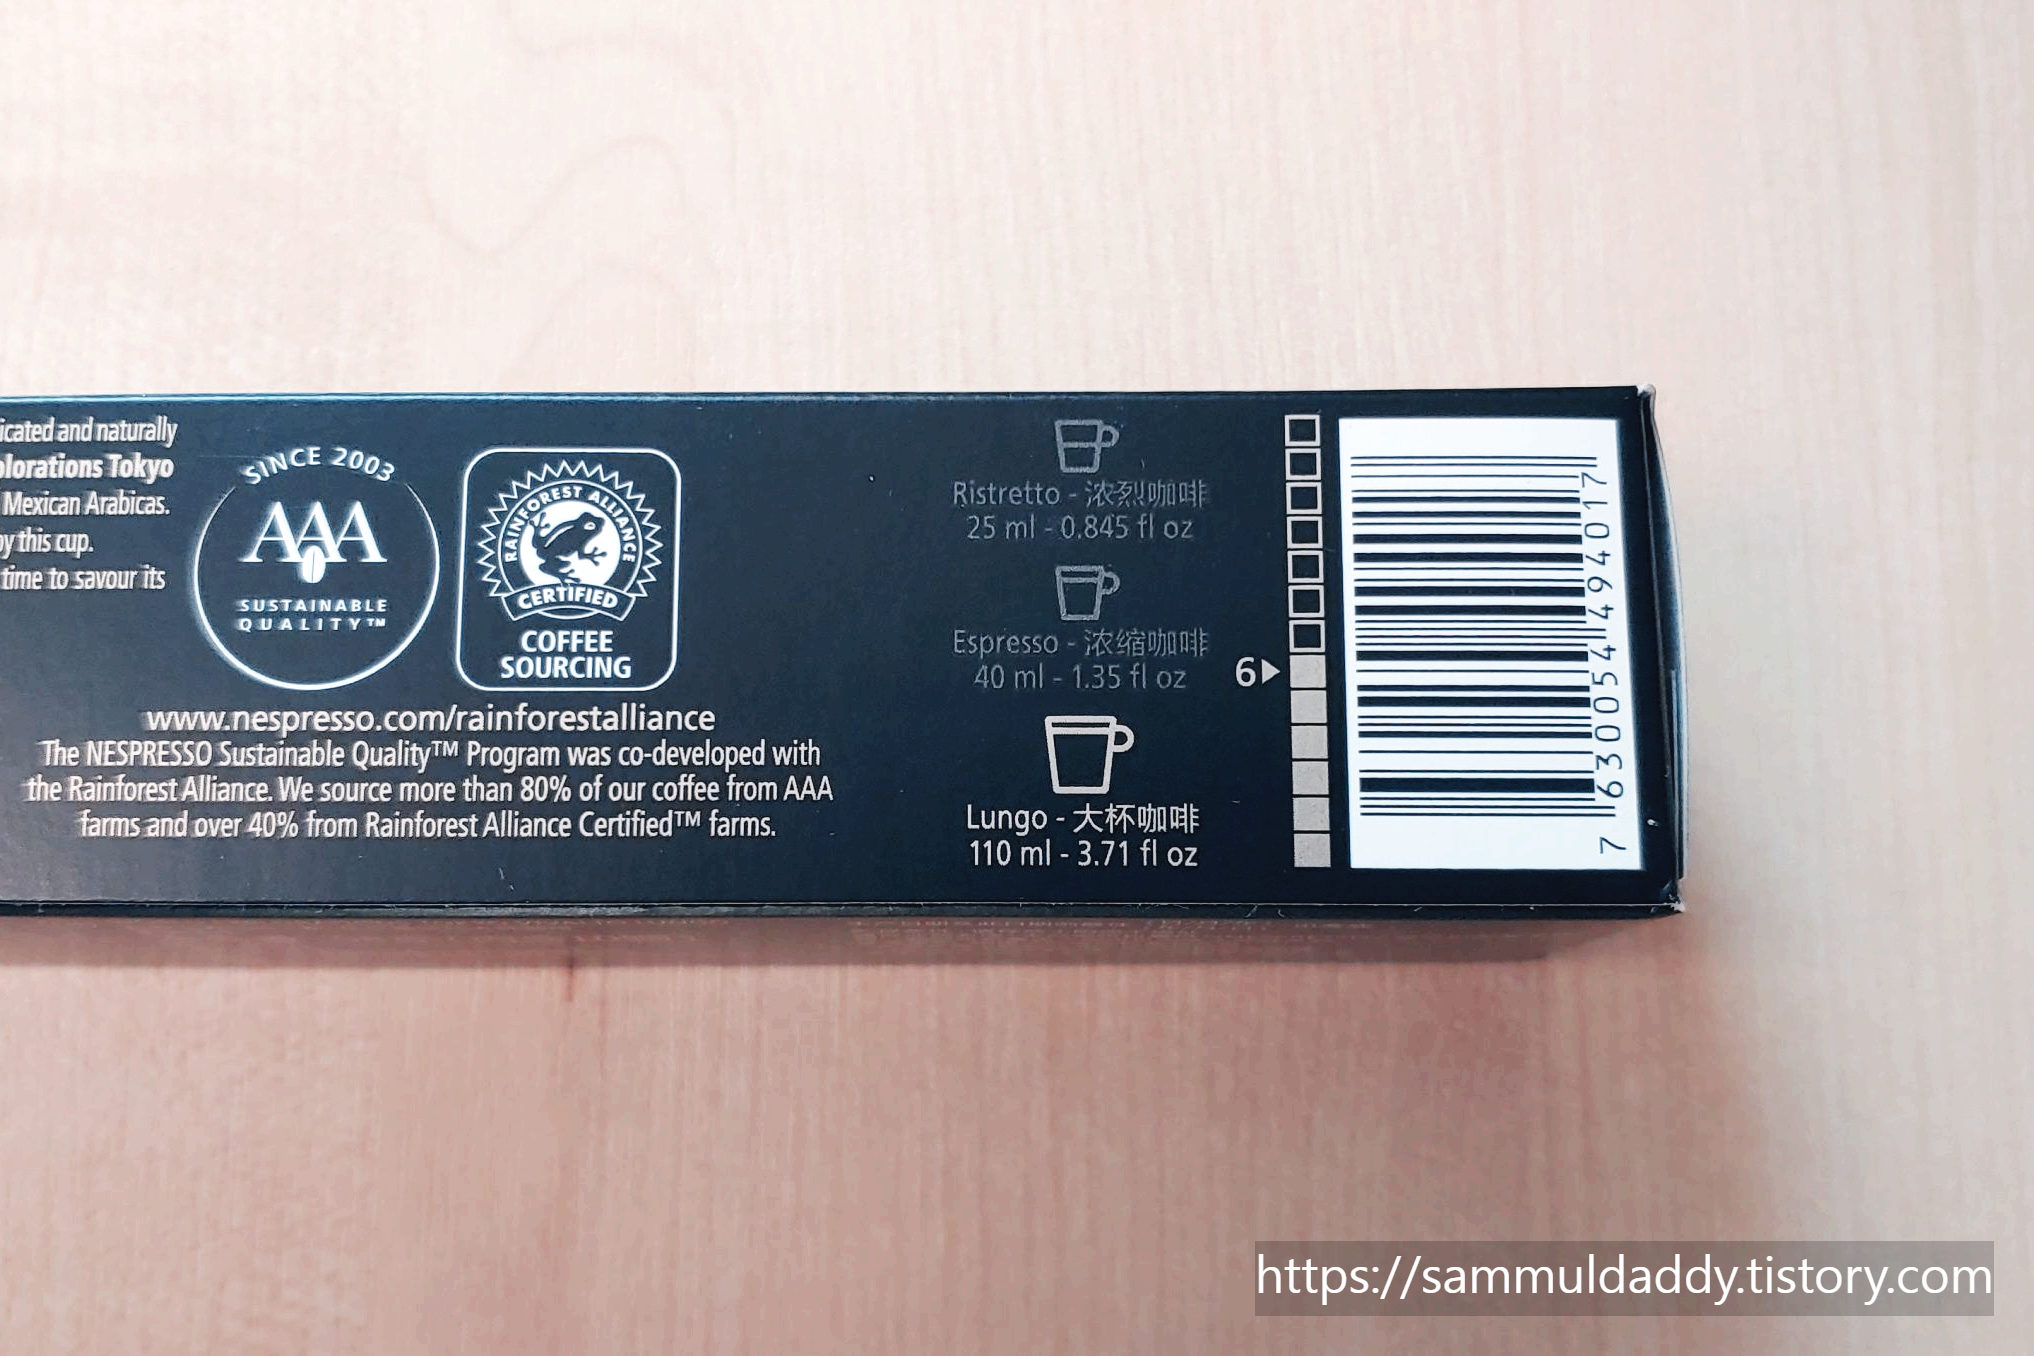 icated and naturally
plorations Tokyo
Mexican Arabicas.
by this cup.
time to savour its
SINCE 2003
AAA
SUSTAINABLE
QUALITY™
RAINFOREST ALLIANCE
CERTIFIED
COFFEE
SOURCING
www.nespresso.com/rainforestalliance
The NESPRESSO Sustainable Quality™ Program was co-developed with
the Rainforest Alliance. We source more than 80% of our coffee from AAA
farms and over 40% from Rainforest Alliance Certified™ farms.
Ristretto - 浓烈咖啡
25 ml - 0.845 fl oz
Espresso - 浓缩咖啡
40 ml - 1.35 fl oz
Lungo - 大杯咖啡
110 ml - 3.71 fl oz
6
7 630054 494017
https://sammuldaddy.tistory.com